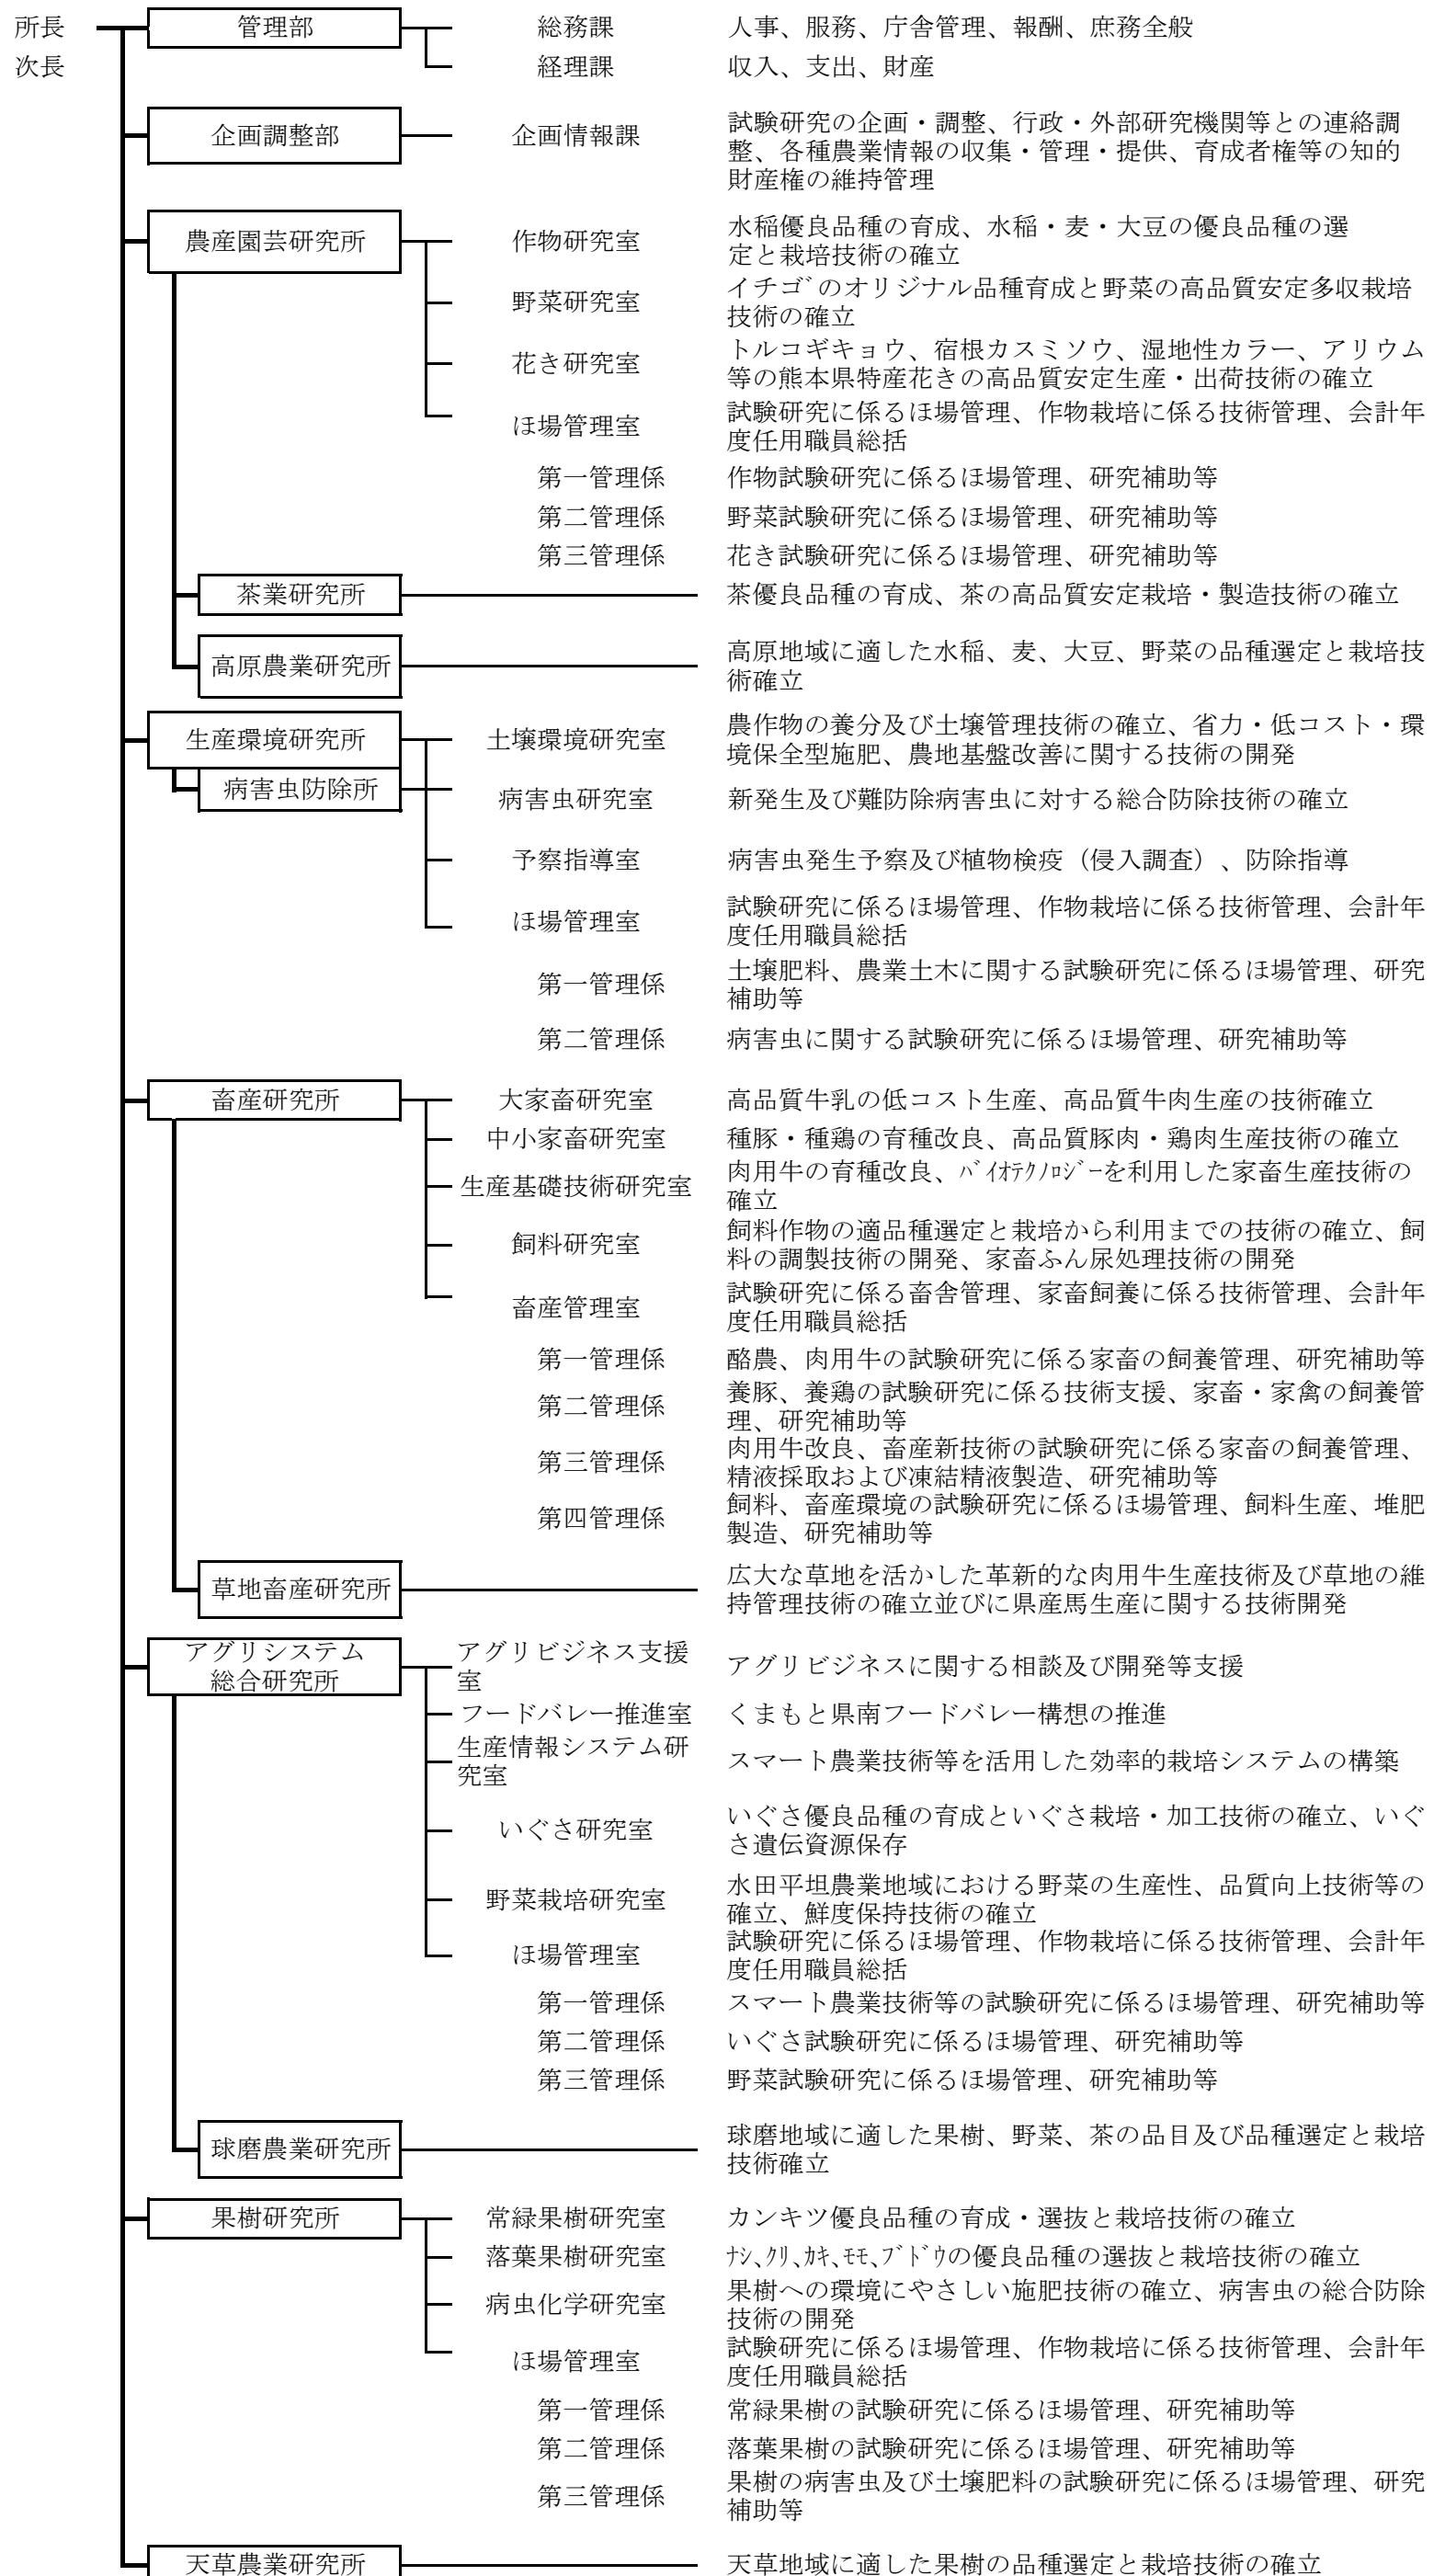 所長 管理部 総務課 人事、服務、庁舎管理、報酬、庶務全般
次長 経理課 収入、支出、財産
企画調整部 企画情報課 試験研究の企画・調整、行政・外部研究機関等との連絡調
整、各種農業情報の収集・管理・提供、育成者権等の知的
財産権の維持管理
農産園芸研究所 作物研究室 水稲優良品種の育成、水稲・麦・大豆の優良品種の選
定と栽培技術の確立
野菜研究室 イチゴのオリジナル品種育成と野菜の高品質安定多収栽培
技術の確立
花き研究室 トルコギキョウ、宿根カスミソウ、湿地性カラー、アリウム
等の熊本県特産花きの高品質安定生産・出荷技術の確立
ほ場管理室 試験研究に係るほ場管理、作物栽培に係る技術管理、会計年
度任用職員総括
第一管理係 作物試験研究に係るほ場管理、研究補助等
第二管理係 野菜試験研究に係るほ場管理、研究補助等
第三管理係 花き試験研究に係るほ場管理、研究補助等
茶業研究所 茶優良品種の育成、茶の高品質安定栽培・製造技術の確立
高原農業研究所 高原地域に適した水稲、麦、大豆、野菜の品種選定と栽培技
術確立
生産環境研究所 土壌環境研究室 農作物の養分及び土壌管理技術の確立、省力・低コスト・環
境保全型施肥、農地基盤改善に関する技術の開発
病害虫防除所 病害虫研究室 新発生及び難防除病害虫に対する総合防除技術の確立
予察指導室 病害虫発生予察及び植物検疫（侵入調査）、防除指導
ほ場管理室 試験研究に係るほ場管理、作物栽培に係る技術管理、会計年
度任用職員総括
第一管理係 土壌肥料、農業土木に関する試験研究に係るほ場管理、研究
補助等
第二管理係 病害虫に関する試験研究に係るほ場管理、研究補助等
畜産研究所 大家畜研究室 高品質牛乳の低コスト生産、高品質牛肉生産の技術確立
中小家畜研究室 種豚・種鶏の育種改良、高品質豚肉・鶏肉生産技術の確立
生産基礎技術研究室 肉用牛の育種改良、ﾊﾞｲｵﾃｸﾉﾛｼﾞｰを利用した家畜生産技術の
確立
飼料研究室 飼料作物の適品種選定と栽培から利用までの技術の確立、飼
料の調製技術の開発、家畜ふん尿処理技術の開発
畜産管理室 試験研究に係る畜舎管理、家畜飼養に係る技術管理、会計年
度任用職員総括
第一管理係 酪農、肉用牛の試験研究に係る家畜の飼養管理、研究補助等
第二管理係 養豚、養鶏の試験研究に係る技術支援、家畜・家禽の飼養管
理、研究補助等
第三管理係 肉用牛改良、畜産新技術の試験研究に係る家畜の飼養管理、
精液採取および凍結精液製造、研究補助等
第四管理係 飼料、畜産環境の試験研究に係るほ場管理、飼料生産、堆肥
製造、研究補助等
草地畜産研究所 広大な草地を活かした革新的な肉用牛生産技術及び草地の維
持管理技術の確立並びに県産馬生産に関する技術開発
アグリシステム
総合研究所 アグリビジネス支援
室 アグリビジネスに関する相談及び開発等支援
フードバレー推進室 くまもと県南フードバレー構想の推進
生産情報システム研
究室 スマート農業技術等を活用した効率的栽培システムの構築
いぐさ研究室 いぐさ優良品種の育成といぐさ栽培・加工技術の確立、いぐ
さ遺伝資源保存
野菜栽培研究室 水田平坦農業地域における野菜の生産性、品質向上技術等の
確立、鮮度保持技術の確立
ほ場管理室 試験研究に係るほ場管理、作物栽培に係る技術管理、会計年
度任用職員総括
第一管理係 スマート農業技術等の試験研究に係るほ場管理、研究補助等
第二管理係 いぐさ試験研究に係るほ場管理、研究補助等
第三管理係 野菜試験研究に係るほ場管理、研究補助等
球磨農業研究所 球磨地域に適した果樹、野菜、茶の品目及び品種選定と栽培
技術確立
果樹研究所 常緑果樹研究室 カンキツ優良品種の育成・選抜と栽培技術の確立
落葉果樹研究室 ﾅｼ、ｸﾘ、ｶｷ、ﾓﾓ、ﾌﾞﾄﾞｳの優良品種の選抜と栽培技術の確立
病虫化学研究室 果樹への環境にやさしい施肥技術の確立、病害虫の総合防除
技術の開発
ほ場管理室 試験研究に係るほ場管理、作物栽培に係る技術管理、会計年
度任用職員総括
第一管理係 常緑果樹の試験研究に係るほ場管理、研究補助等
第二管理係 落葉果樹の試験研究に係るほ場管理、研究補助等
第三管理係 果樹の病害虫及び土壌肥料の試験研究に係るほ場管理、研究
補助等
天草農業研究所 天草地域に適した果樹の品種選定と栽培技術の確立